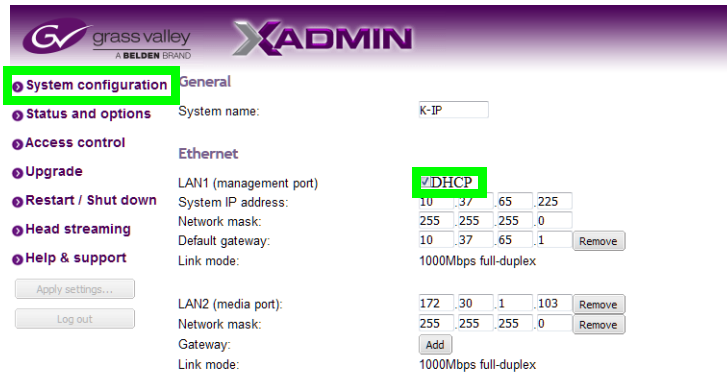 GV grass valley
A BELDEN BRAND
XADMIN
System configuration
Status and options
Access control
Upgrade
Restart / Shut down
Head streaming
Help & support
Apply settings...
Log out
General
System name: K-IP
Ethernet
LAN1 (management port) DHCP
System IP address: 10 .37 .65 .225
Network mask: 255 .255 .255 .0
Default gateway: 10 .37 .65 .1 Remove
Link mode: 1000Mbps full-duplex
LAN2 (media port): 172 .30 .1 .103 Remove
Network mask: 255 .255 .255 .0 Remove
Gateway: Add
Link mode: 1000Mbps full-duplex